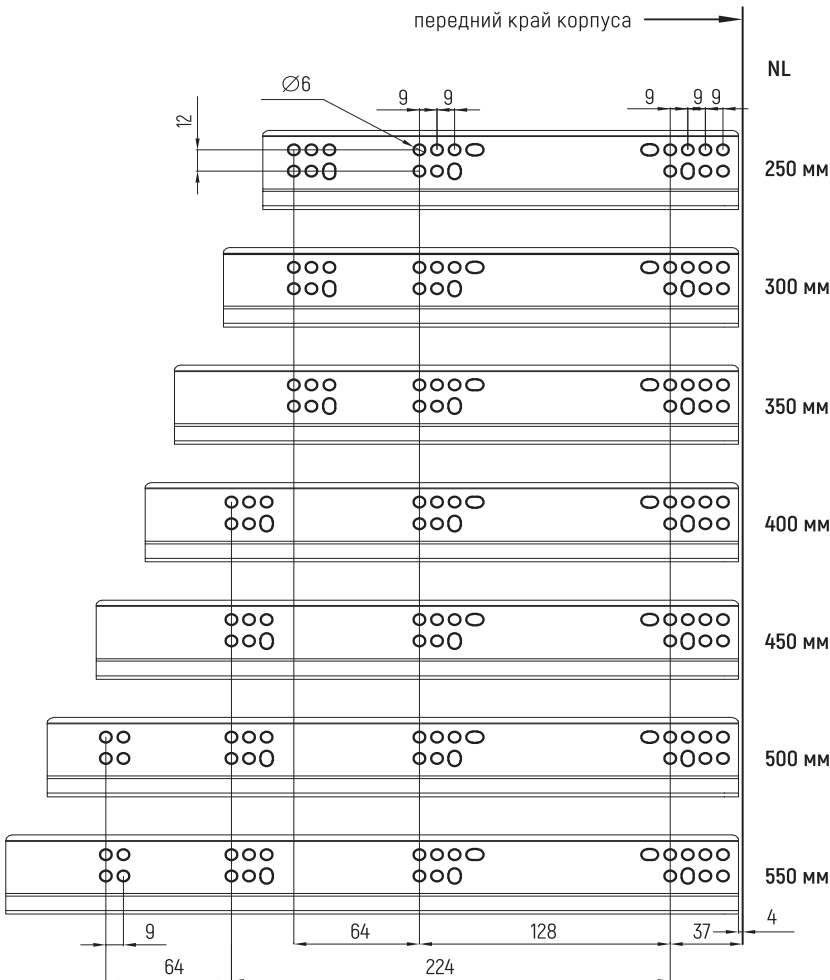 передний край корпуса
NL
Ø6
9 9
9 9 9
12
250 мм
300 мм
350 мм
400 мм
450 мм
500 мм
550 мм
9 64 128 37 4
64 224